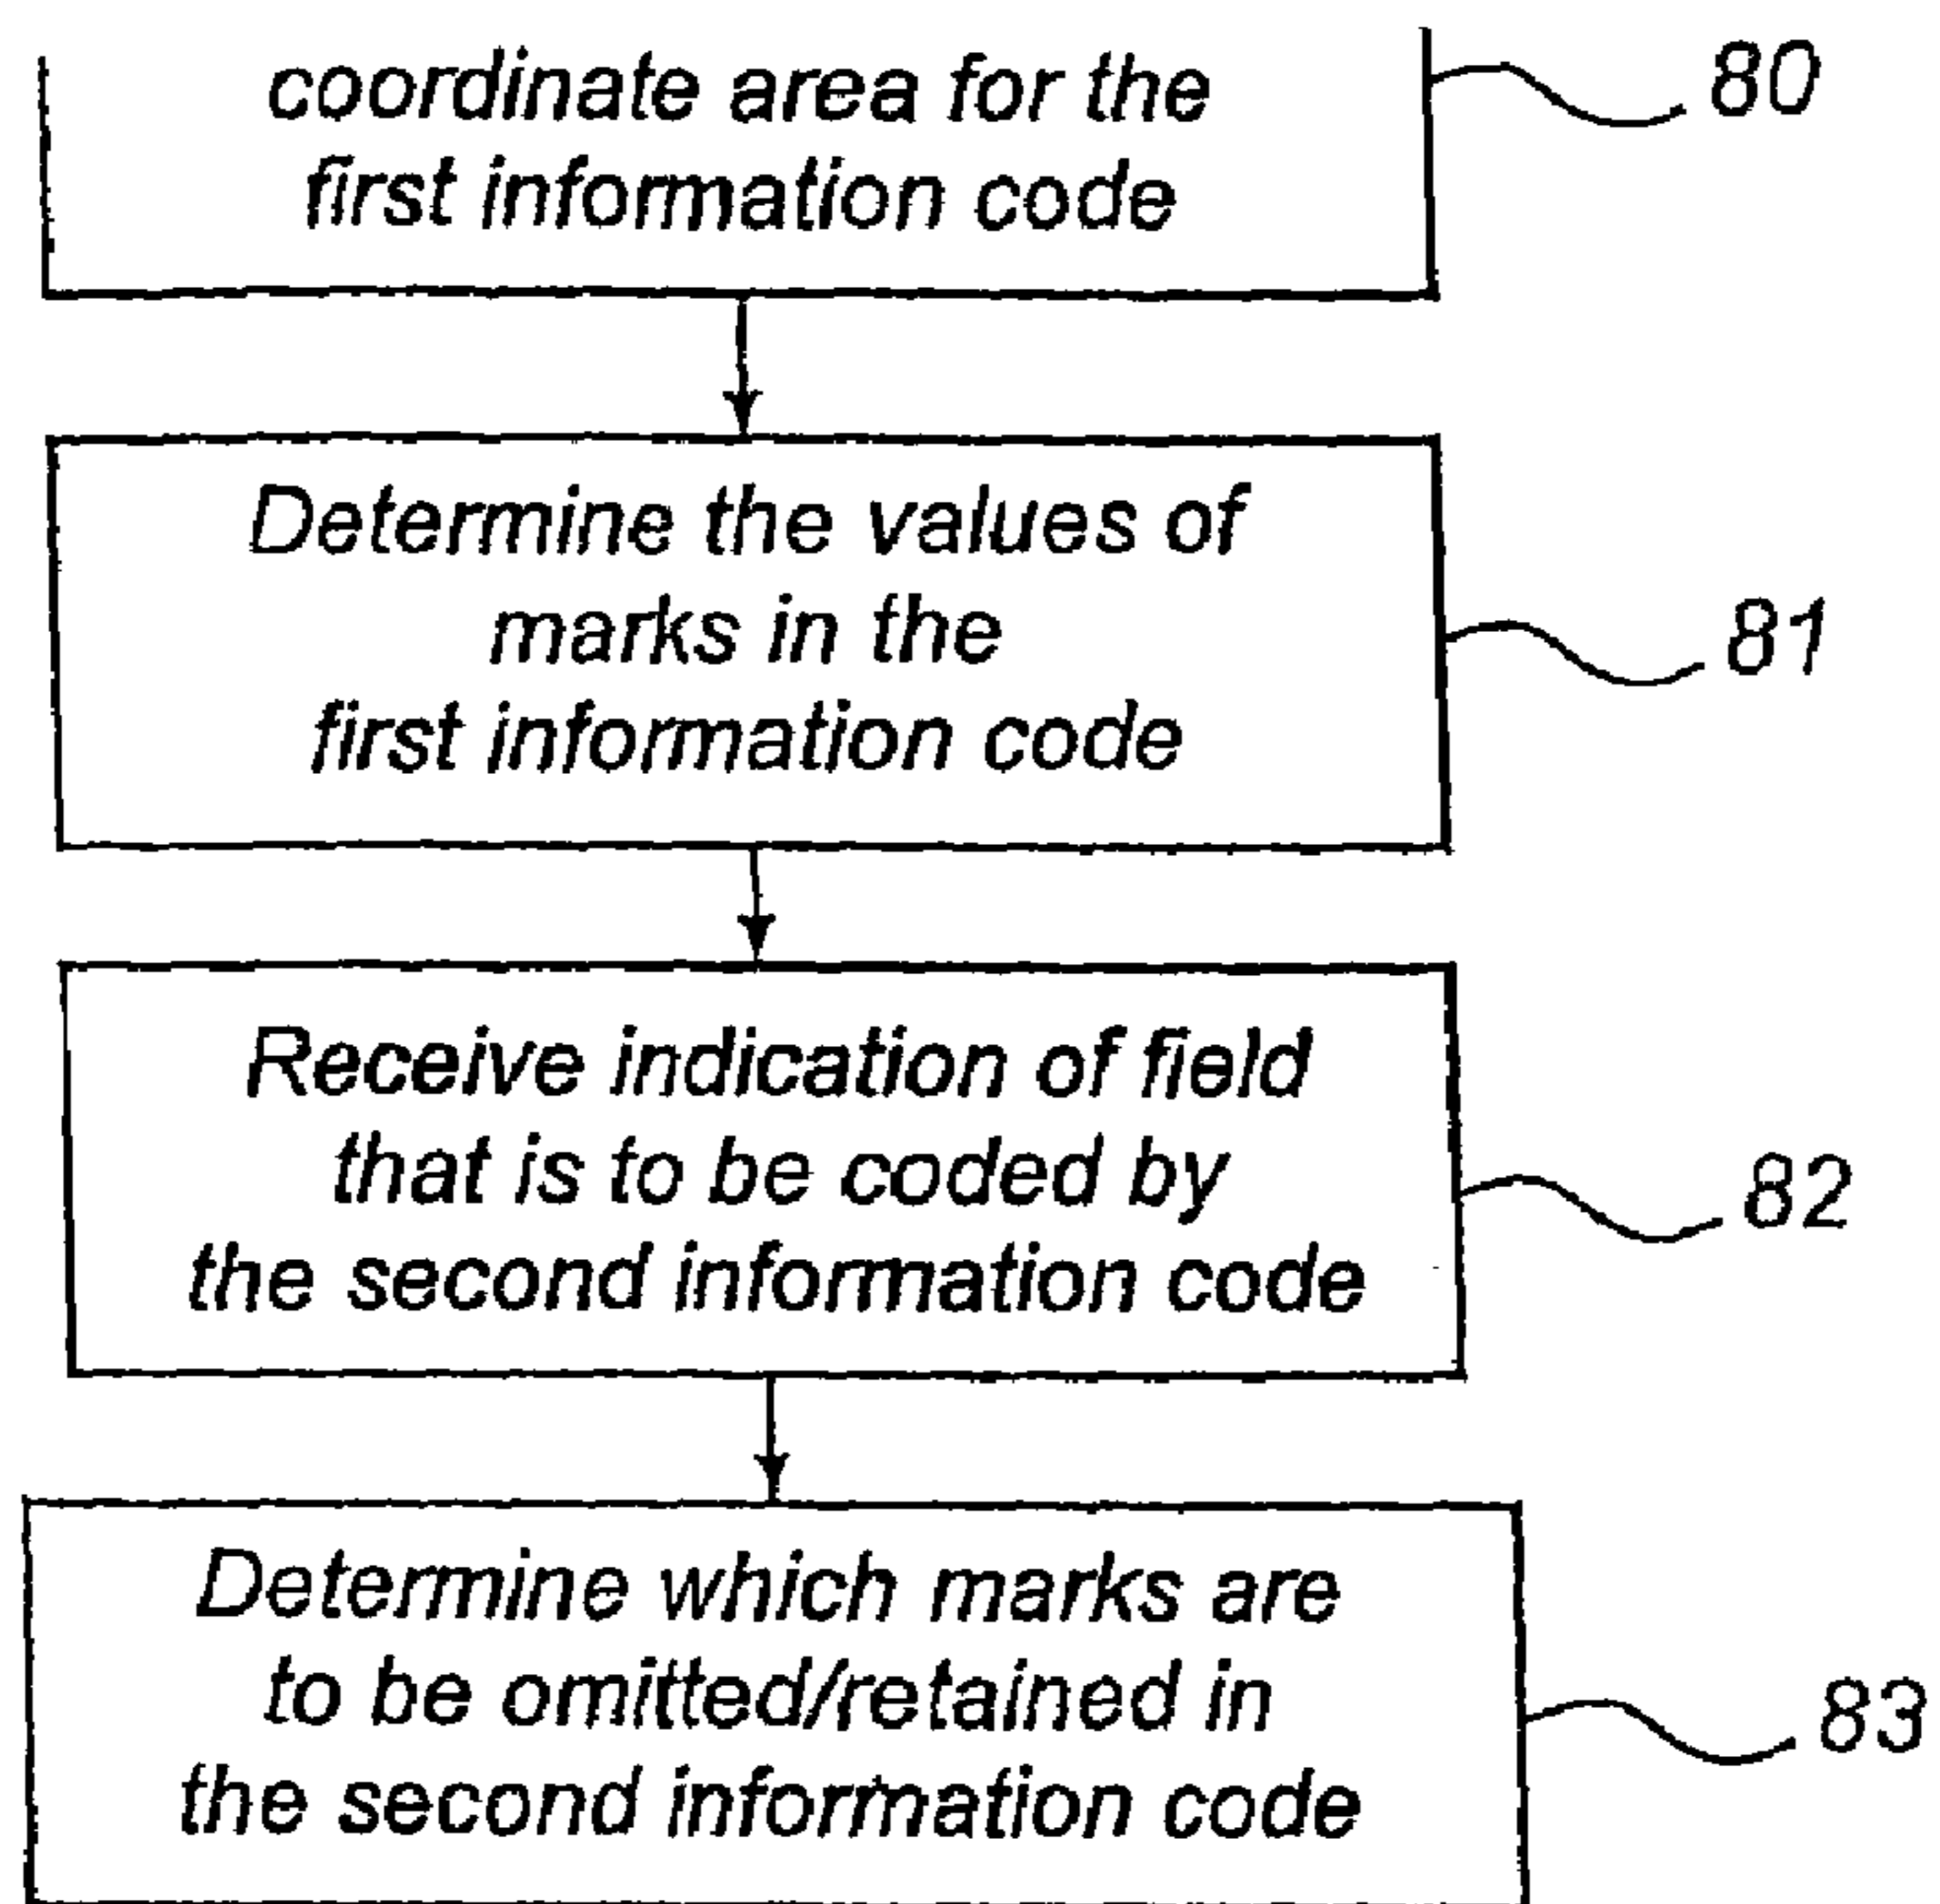 coordinate area for the
first information code
80
Determine the values of
marks in the
first information code
81
Receive indication of field
that is to be coded by
the second information code
82
Determine which marks are
to be omitted/retained in
the second information code
83